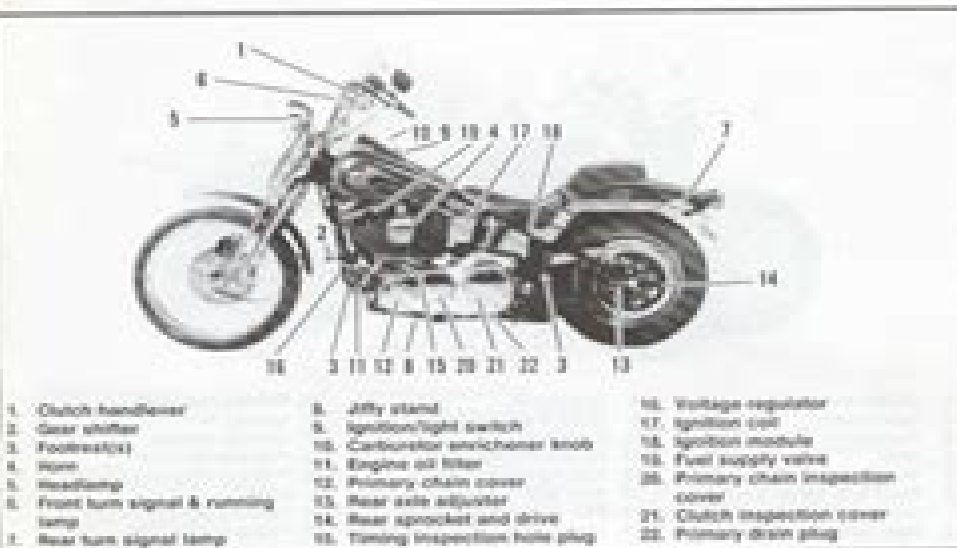 1
6
5
10 9 19 4 17 18
7
2
14
16 3 11 12 8 15 20 21 22 3 13
1. Clutch handlever
2. Gear shifter
3. Footrest(s)
4. Horn
5. Headlamp
6. Front turn signal & running
lamp
7. Rear turn signal lamp
8. Jiffy stand
9. Ignition/light switch
10. Carburetor enrichener knob
11. Engine oil filter
12. Primary chain cover
13. Rear axle adjuster
14. Rear sprocket and drive
15. Timing inspection hole plug
16. Voltage regulator
17. Ignition coil
18. Ignition module
19. Fuel supply valve
20. Primary chain inspection
cover
21. Clutch inspection cover
22. Primary drain plug